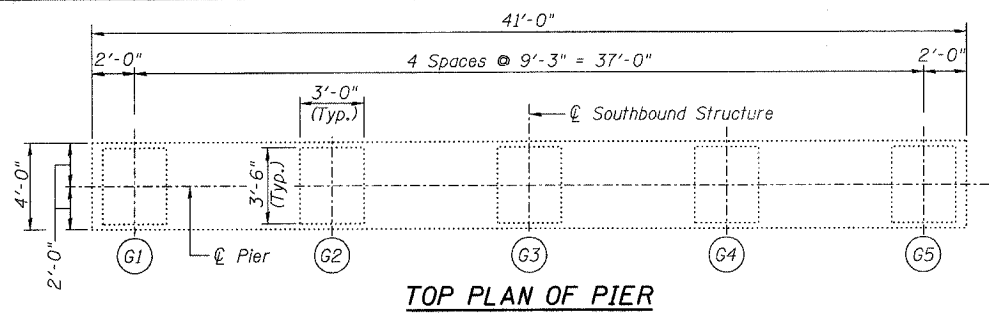 41'-0"
2'-0"
4 Spaces @ 9'-3" = 37'-0"
2'-0"
3'-0"
(Typ.)
℄ Southbound Structure
4'-0"
3'-6"
(Typ.)
2'-0"
℄ Pier
G1
G2
G3
G4
G5
TOP PLAN OF PIER